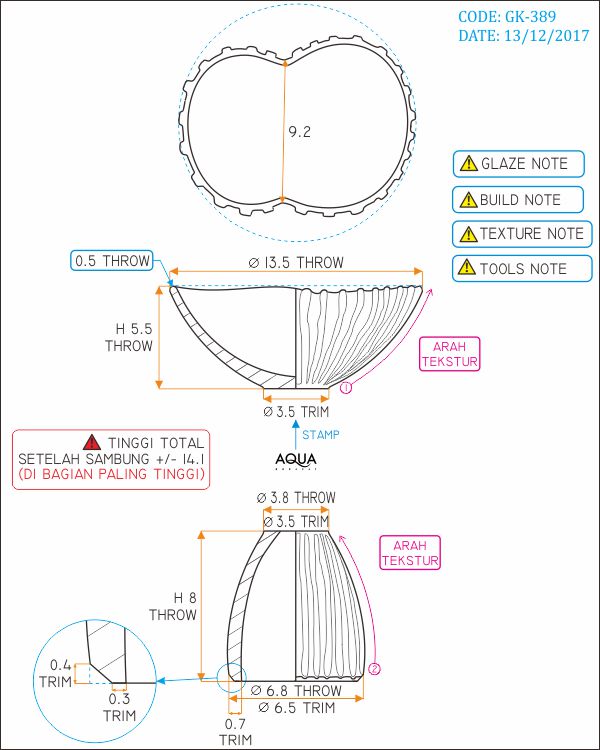 CODE: GK-389
DATE: 13/12/2017
9.2
GLAZE NOTE
BUILD NOTE
TEXTURE NOTE
TOOLS NOTE
0.5 THROW
Ø 13.5 THROW
H 5.5
THROW
ARAH
TEKSTUR
1
Ø 3.5 TRIM
STAMP
AQUA
TINGGI TOTAL
SETELAH SAMBUNG +/- 14.1
(DI BAGIAN PALING TINGGI)
Ø 3.8 THROW
Ø 3.5 TRIM
ARAH
TEKSTUR
H 8
THROW
2
0.4
TRIM
0.3
TRIM
Ø 6.8 THROW
Ø 6.5 TRIM
0.7
TRIM